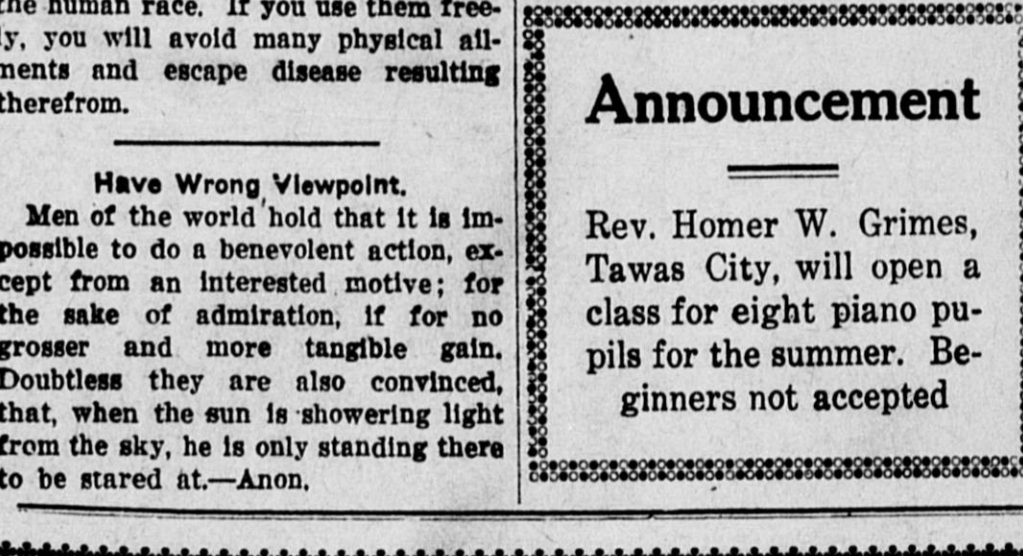 the human race. If you use them free-
ly, you will avoid many physical ail-
ments and escape disease resulting
therefrom.
Have Wrong Viewpoint.
Men of the world hold that it is im-
possible to do a benevolent action, ex-
cept from an interested motive; for
the sake of admiration, if for no
grosser and more tangible gain.
Doubtless they are also convinced,
that, when the sun is showering light
from the sky, he is only standing there
to be stared at.—Anon.
Announcement
Rev. Homer W. Grimes,
Tawas City, will open a
class for eight piano pu-
pils for the summer. Be-
ginners not accepted